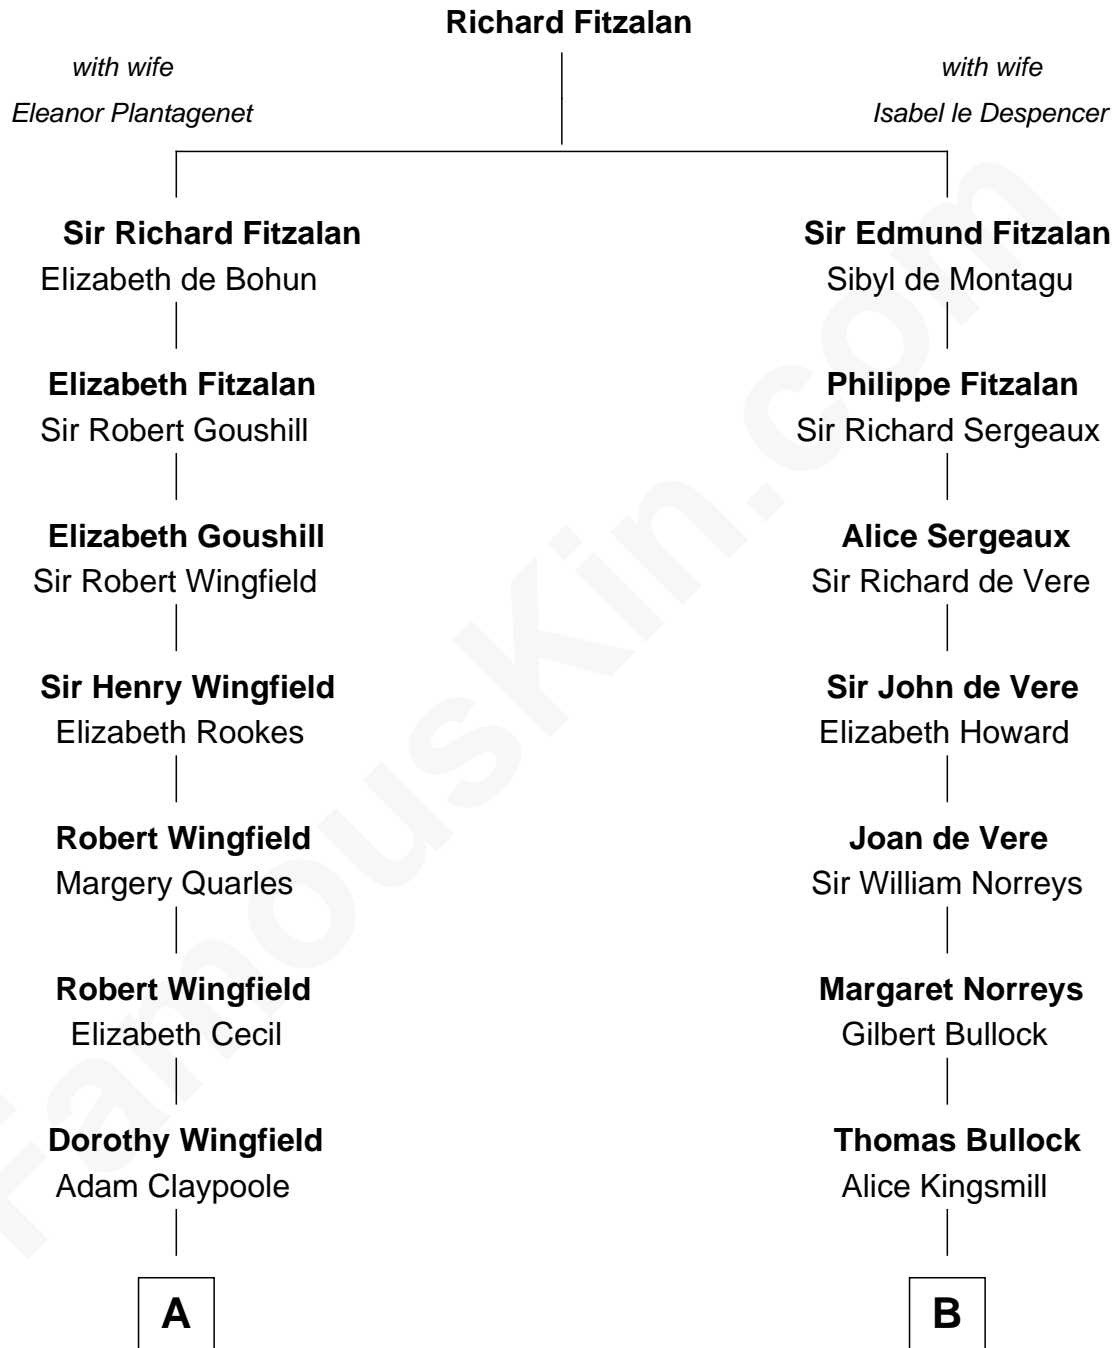 Richard Fitzalan
with wife
Eleanor Plantagenet
with wife
Isabel le Despencer
Sir Richard Fitzalan
Elizabeth de Bohun
Sir Edmund Fitzalan
Sibyl de Montagu
Elizabeth Fitzalan
Sir Robert Goushill
Philippe Fitzalan
Sir Richard Sergeaux
Elizabeth Goushill
Sir Robert Wingfield
Alice Sergeaux
Sir Richard de Vere
Sir Henry Wingfield
Elizabeth Rookes
Sir John de Vere
Elizabeth Howard
Robert Wingfield
Margery Quarles
Joan de Vere
Sir William Norreys
Robert Wingfield
Elizabeth Cecil
Margaret Norreys
Gilbert Bullock
Dorothy Wingfield
Adam Claypoole
Thomas Bullock
Alice Kingsmill
A
B
FamousKin.com